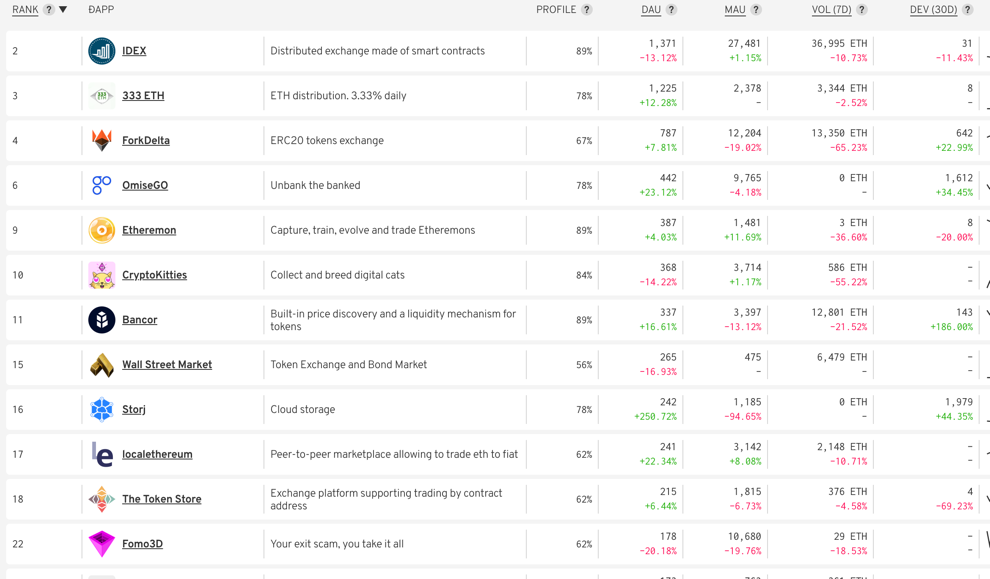 RANK ? ▼ ĐAPP PROFILE ? DAU ? MAU ? VOL (7D) ? DEV (30D) ?
2 IDEX Distributed exchange made of smart contracts 89% 1,371 27,481 36,995 ETH 31
-13.12% +1.15% -10.73% -11.43%
3 333 ETH ETH distribution. 3.33% daily 78% 1,225 2,378 3,344 ETH 8
+12.28% – -2.52% –
4 ForkDelta ERC20 tokens exchange 67% 787 12,204 13,350 ETH 642
+7.81% -19.02% -65.23% +22.99%
6 OmiseGO Unbank the banked 78% 442 9,765 0 ETH 1,612
+23.12% -4.18% – +34.45%
9 Etheremon Capture, train, evolve and trade Etheremons 89% 387 1,481 3 ETH 8
+4.03% +11.69% -36.60% -20.00%
10 CryptoKitties Collect and breed digital cats 84% 368 3,714 586 ETH –
-14.22% +1.17% -55.22% –
11 Bancor Built-in price discovery and a liquidity mechanism for 89% 337 3,397 12,801 ETH 143
tokens +16.61% -13.12% -21.52% +186.00%
15 Wall Street Market Token Exchange and Bond Market 56% 265 475 6,479 ETH –
-16.93% – – –
16 Storj Cloud storage 78% 242 1,185 0 ETH 1,979
+250.72% -94.65% – +44.35%
17 le localethereum Peer-to-peer marketplace allowing to trade eth to fiat 62% 241 3,142 2,148 ETH –
+22.34% +8.08% -10.71% –
18 The Token Store Exchange platform supporting trading by contract 62% 215 1,815 376 ETH 4
address +6.44% -6.73% -4.58% -69.23%
22 Fomo3D Your exit scam, you take it all 62% 178 10,680 29 ETH –
-20.18% -19.76% -18.53% –